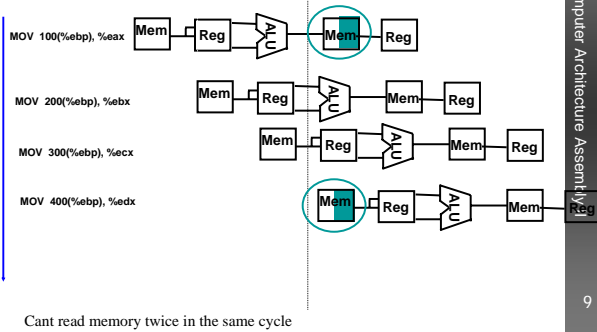 MOV 100(%ebp), %eax Mem Reg ALU Mem Reg
MOV 200(%ebp), %ebx Mem Reg ALU Mem Reg
MOV 300(%ebp), %ecx Mem Reg ALU Mem Reg
MOV 400(%ebp), %edx Mem Reg ALU Mem Reg
Cant read memory twice in the same cycle
mputer Architecture Assembly II
9